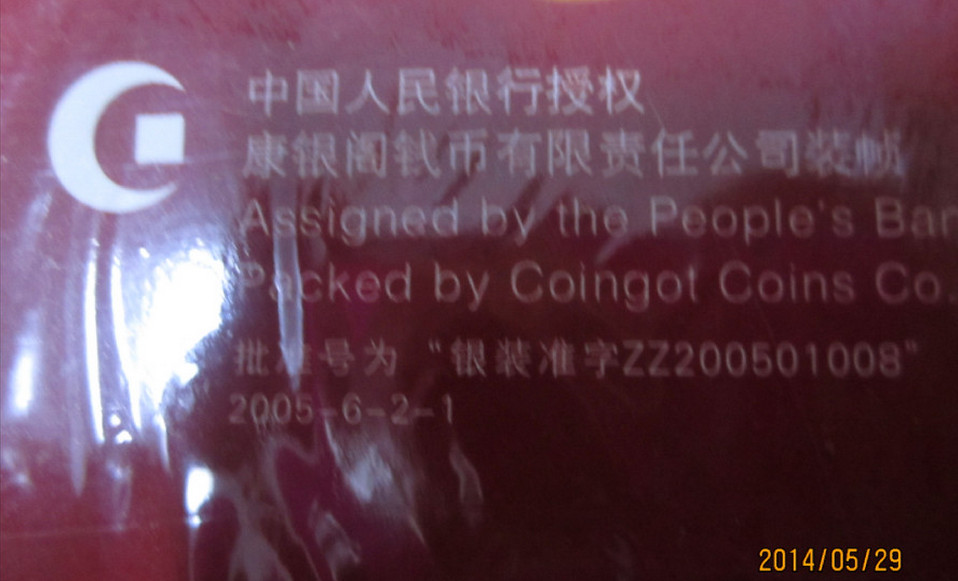 中国人民银行授权
康银阁钱币有限责任公司装帧
Assigned by the People's Ban
Packed by Coingot Coins Co.
批准号为“银装准字ZZ200501008”
2005-6-2-1
2014/05/29